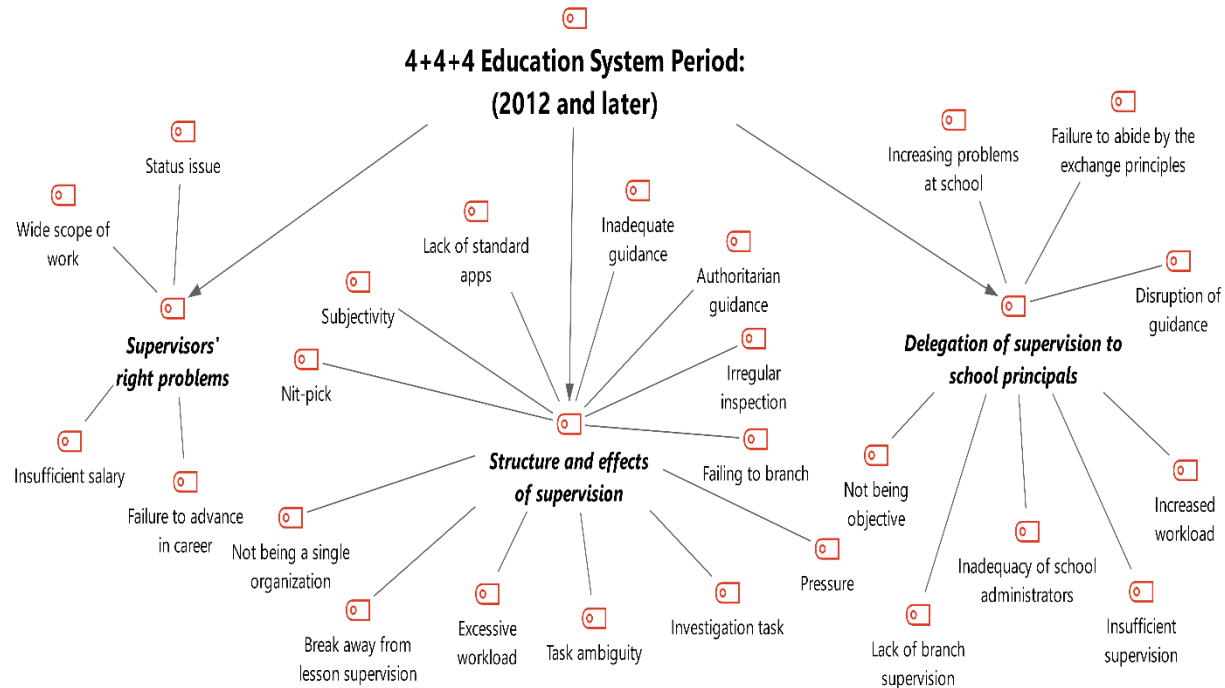 4+4+4 Education System Period:
(2012 and later)
Status issue
Wide scope of
work
Supervisors'
right problems
Insufficient salary
Failure to advance
in career
Lack of standard
apps
Inadequate
guidance
Authoritarian
guidance
Subjectivity
Irregular
inspection
Nit-pick
Structure and effects
of supervision
Failing to branch
Not being a single
organization
Break away from
lesson supervision
Excessive
workload
Task ambiguity
Investigation task
Pressure
Increasing problems
at school
Failure to abide by the
exchange principles
Disruption of
guidance
Delegation of supervision to
school principals
Not being
objective
Increased
workload
Inadequacy of school
administrators
Lack of branch
supervision
Insufficient
supervision